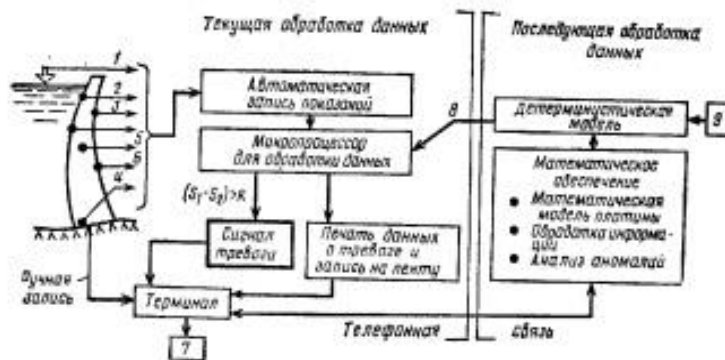 Текущая обработка данных
Последующая обработка
данных
1
2
3
5
6
4
Автоматическая
запись показаний
Микропроцессор
для обработки данных
8
Детерминистическая
модель
9
(S₁-S₂)>K
Сигнал
тревоги
Печать данных
о тревоге и
запись на ленту
Математическое
обеспечение
Математическая
модель плотины
Обработка информа-
ций
Анализ аномалий
Ручная
запись
Терминал
7
Телефонная
связь